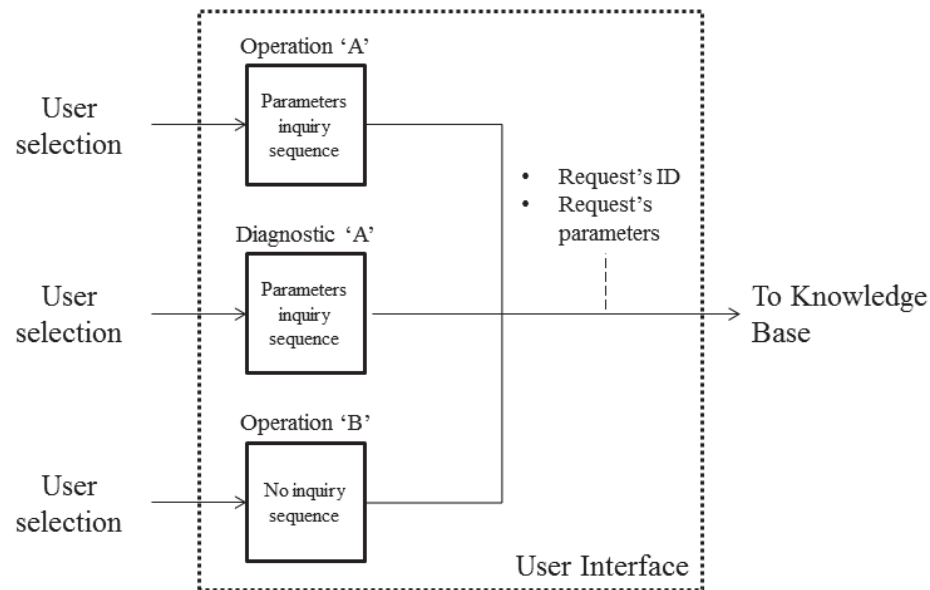 Operation ‘A’
User
selection
Parameters
inquiry
sequence
• Request’s ID
• Request’s
parameters
Diagnostic ‘A’
User
selection
Parameters
inquiry
sequence
To Knowledge
Base
Operation ‘B’
User
selection
No inquiry
sequence
User Interface